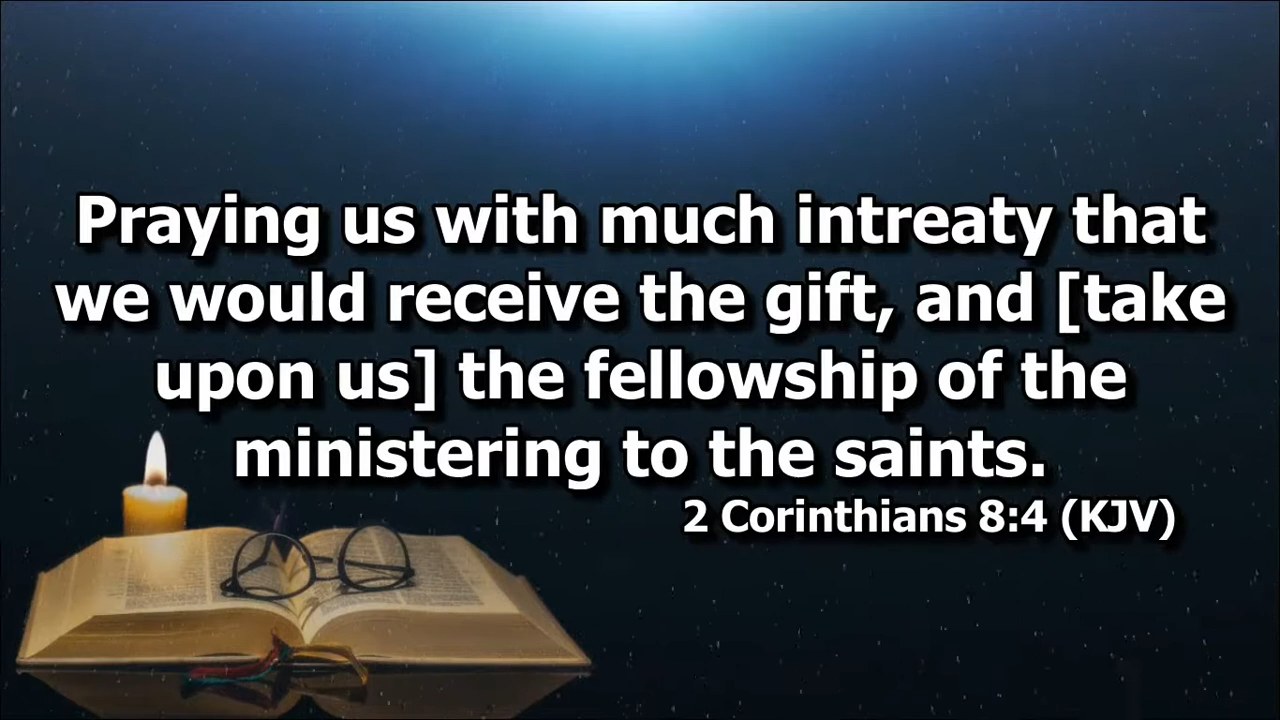 Praying us with much intreaty that
we would receive the gift, and [take
upon us] the fellowship of the
ministering to the saints.
2 Corinthians 8:4 (KJV)